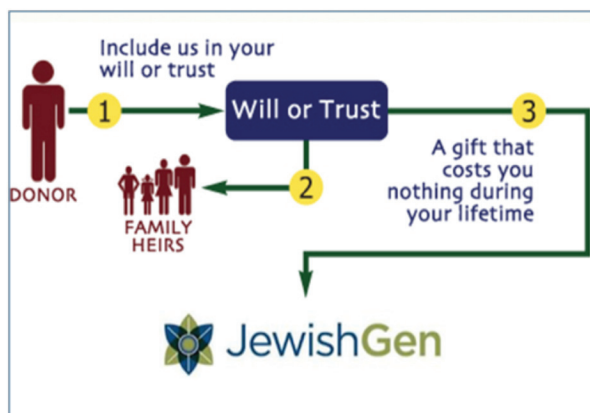 Include us in your
will or trust
1
Will or Trust
3
DONOR
2
FAMILY
HEIRS
A gift that
costs you
nothing during
your lifetime
JewishGen